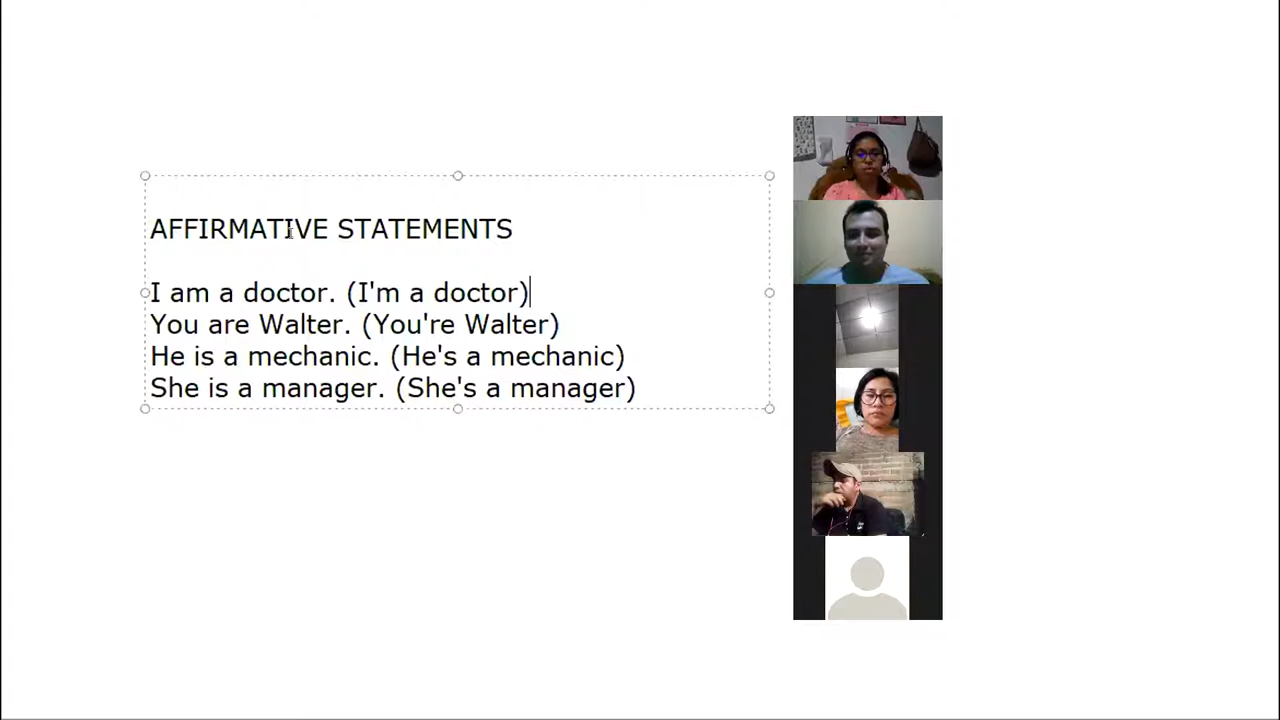 AFFIRMATIVE STATEMENTS
I am a doctor. (I'm a doctor)
You are Walter. (You're Walter)
He is a mechanic. (He's a mechanic)
She is a manager. (She's a manager)